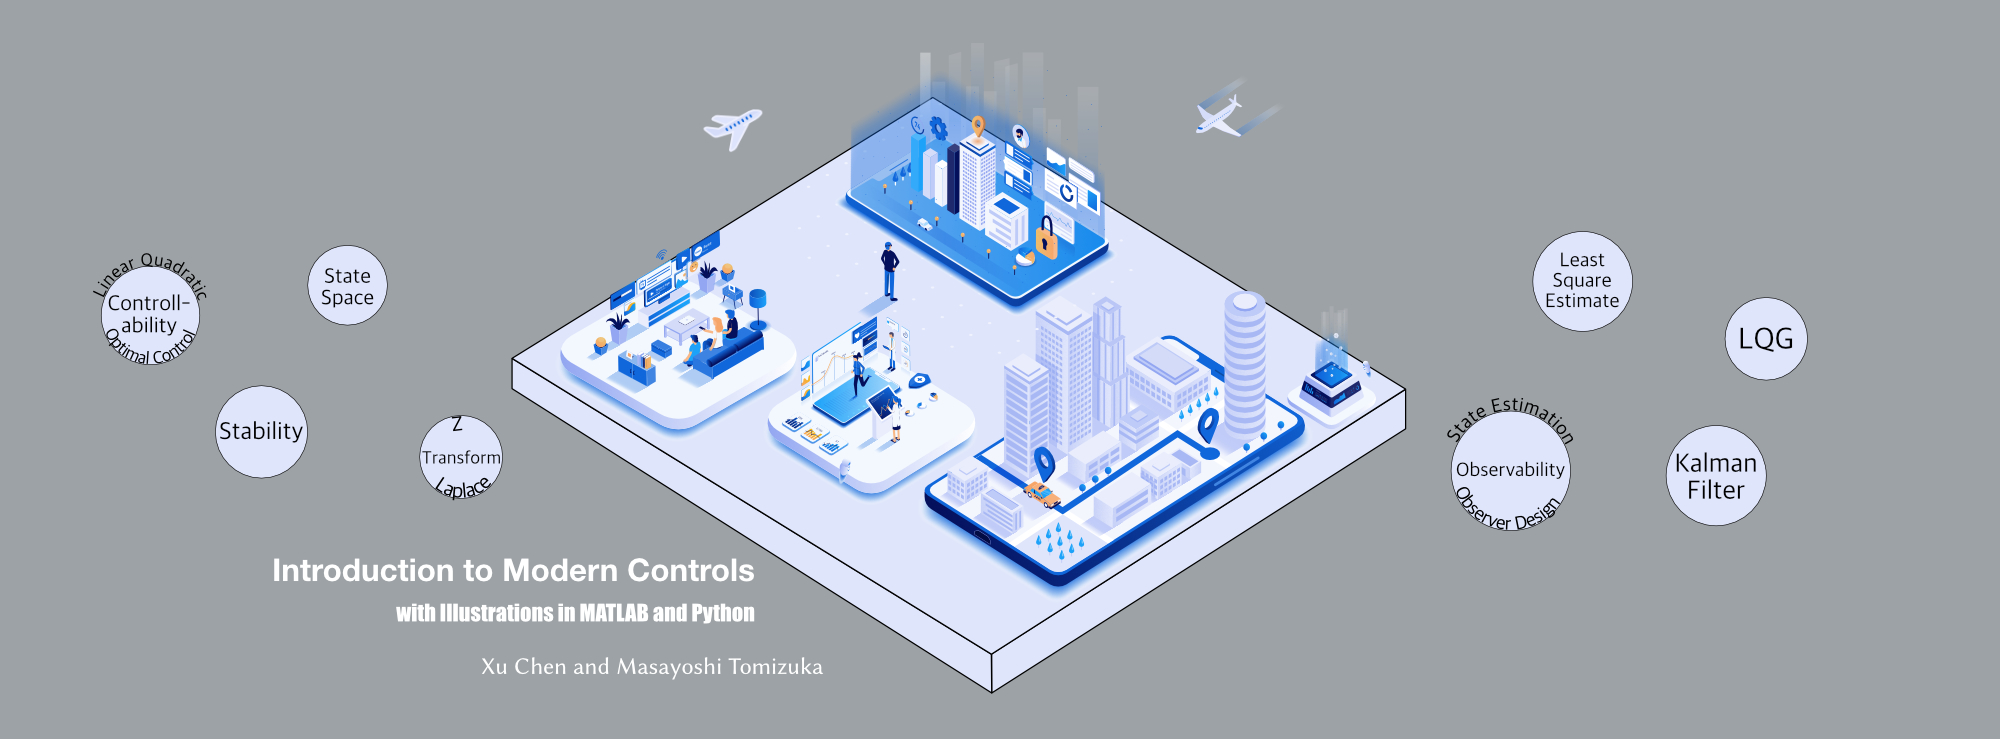 Linear Quadratic
Controll-
ability
Optimal Control
State
Space
Stability
Z
Transform
Laplace
Introduction to Modern Controls
with Illustrations in MATLAB and Python
Xu Chen and Masayoshi Tomizuka
Least
Square
Estimate
LQG
State Estimation
Observability
Observer Design
Kalman
Filter